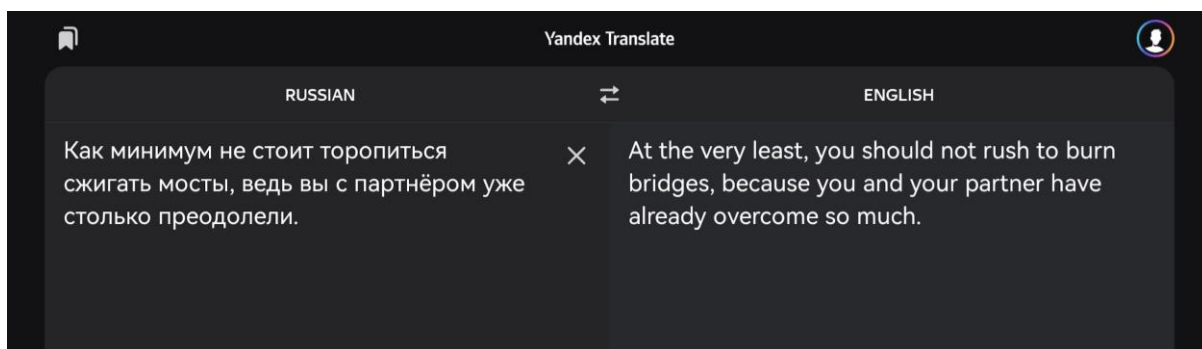 Yandex Translate
RUSSIAN
ENGLISH
Как минимум не стоит торопиться
сжигать мосты, ведь вы с партнёром уже
столько преодолели.
At the very least, you should not rush to burn
bridges, because you and your partner have
already overcome so much.